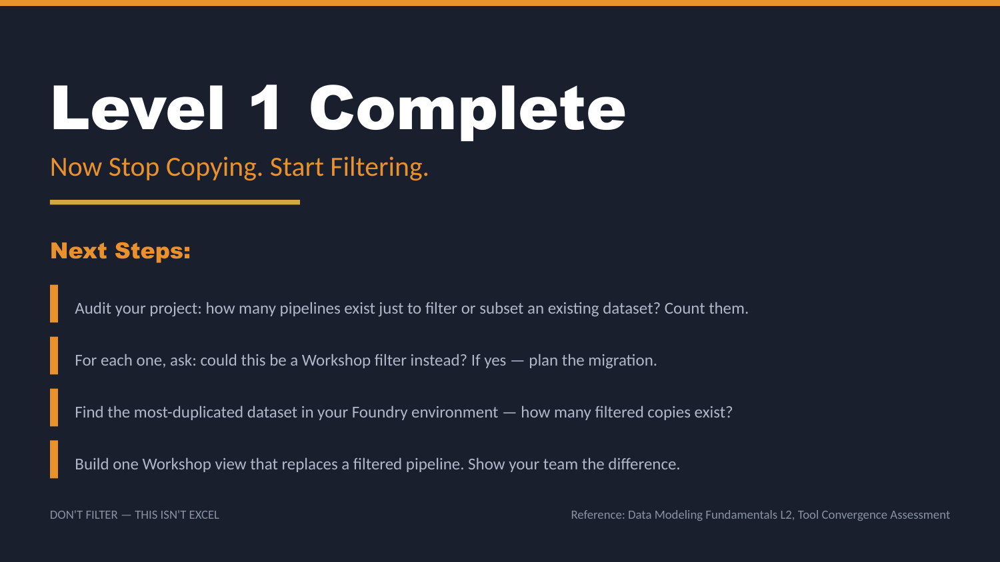 Level 1 Complete
Now Stop Copying. Start Filtering.
Next Steps:
Audit your project: how many pipelines exist just to filter or subset an existing dataset? Count them.
For each one, ask: could this be a Workshop filter instead? If yes — plan the migration.
Find the most-duplicated dataset in your Foundry environment — how many filtered copies exist?
Build one Workshop view that replaces a filtered pipeline. Show your team the difference.
DON'T FILTER — THIS ISN'T EXCEL
Reference: Data Modeling Fundamentals L2, Tool Convergence Assessment